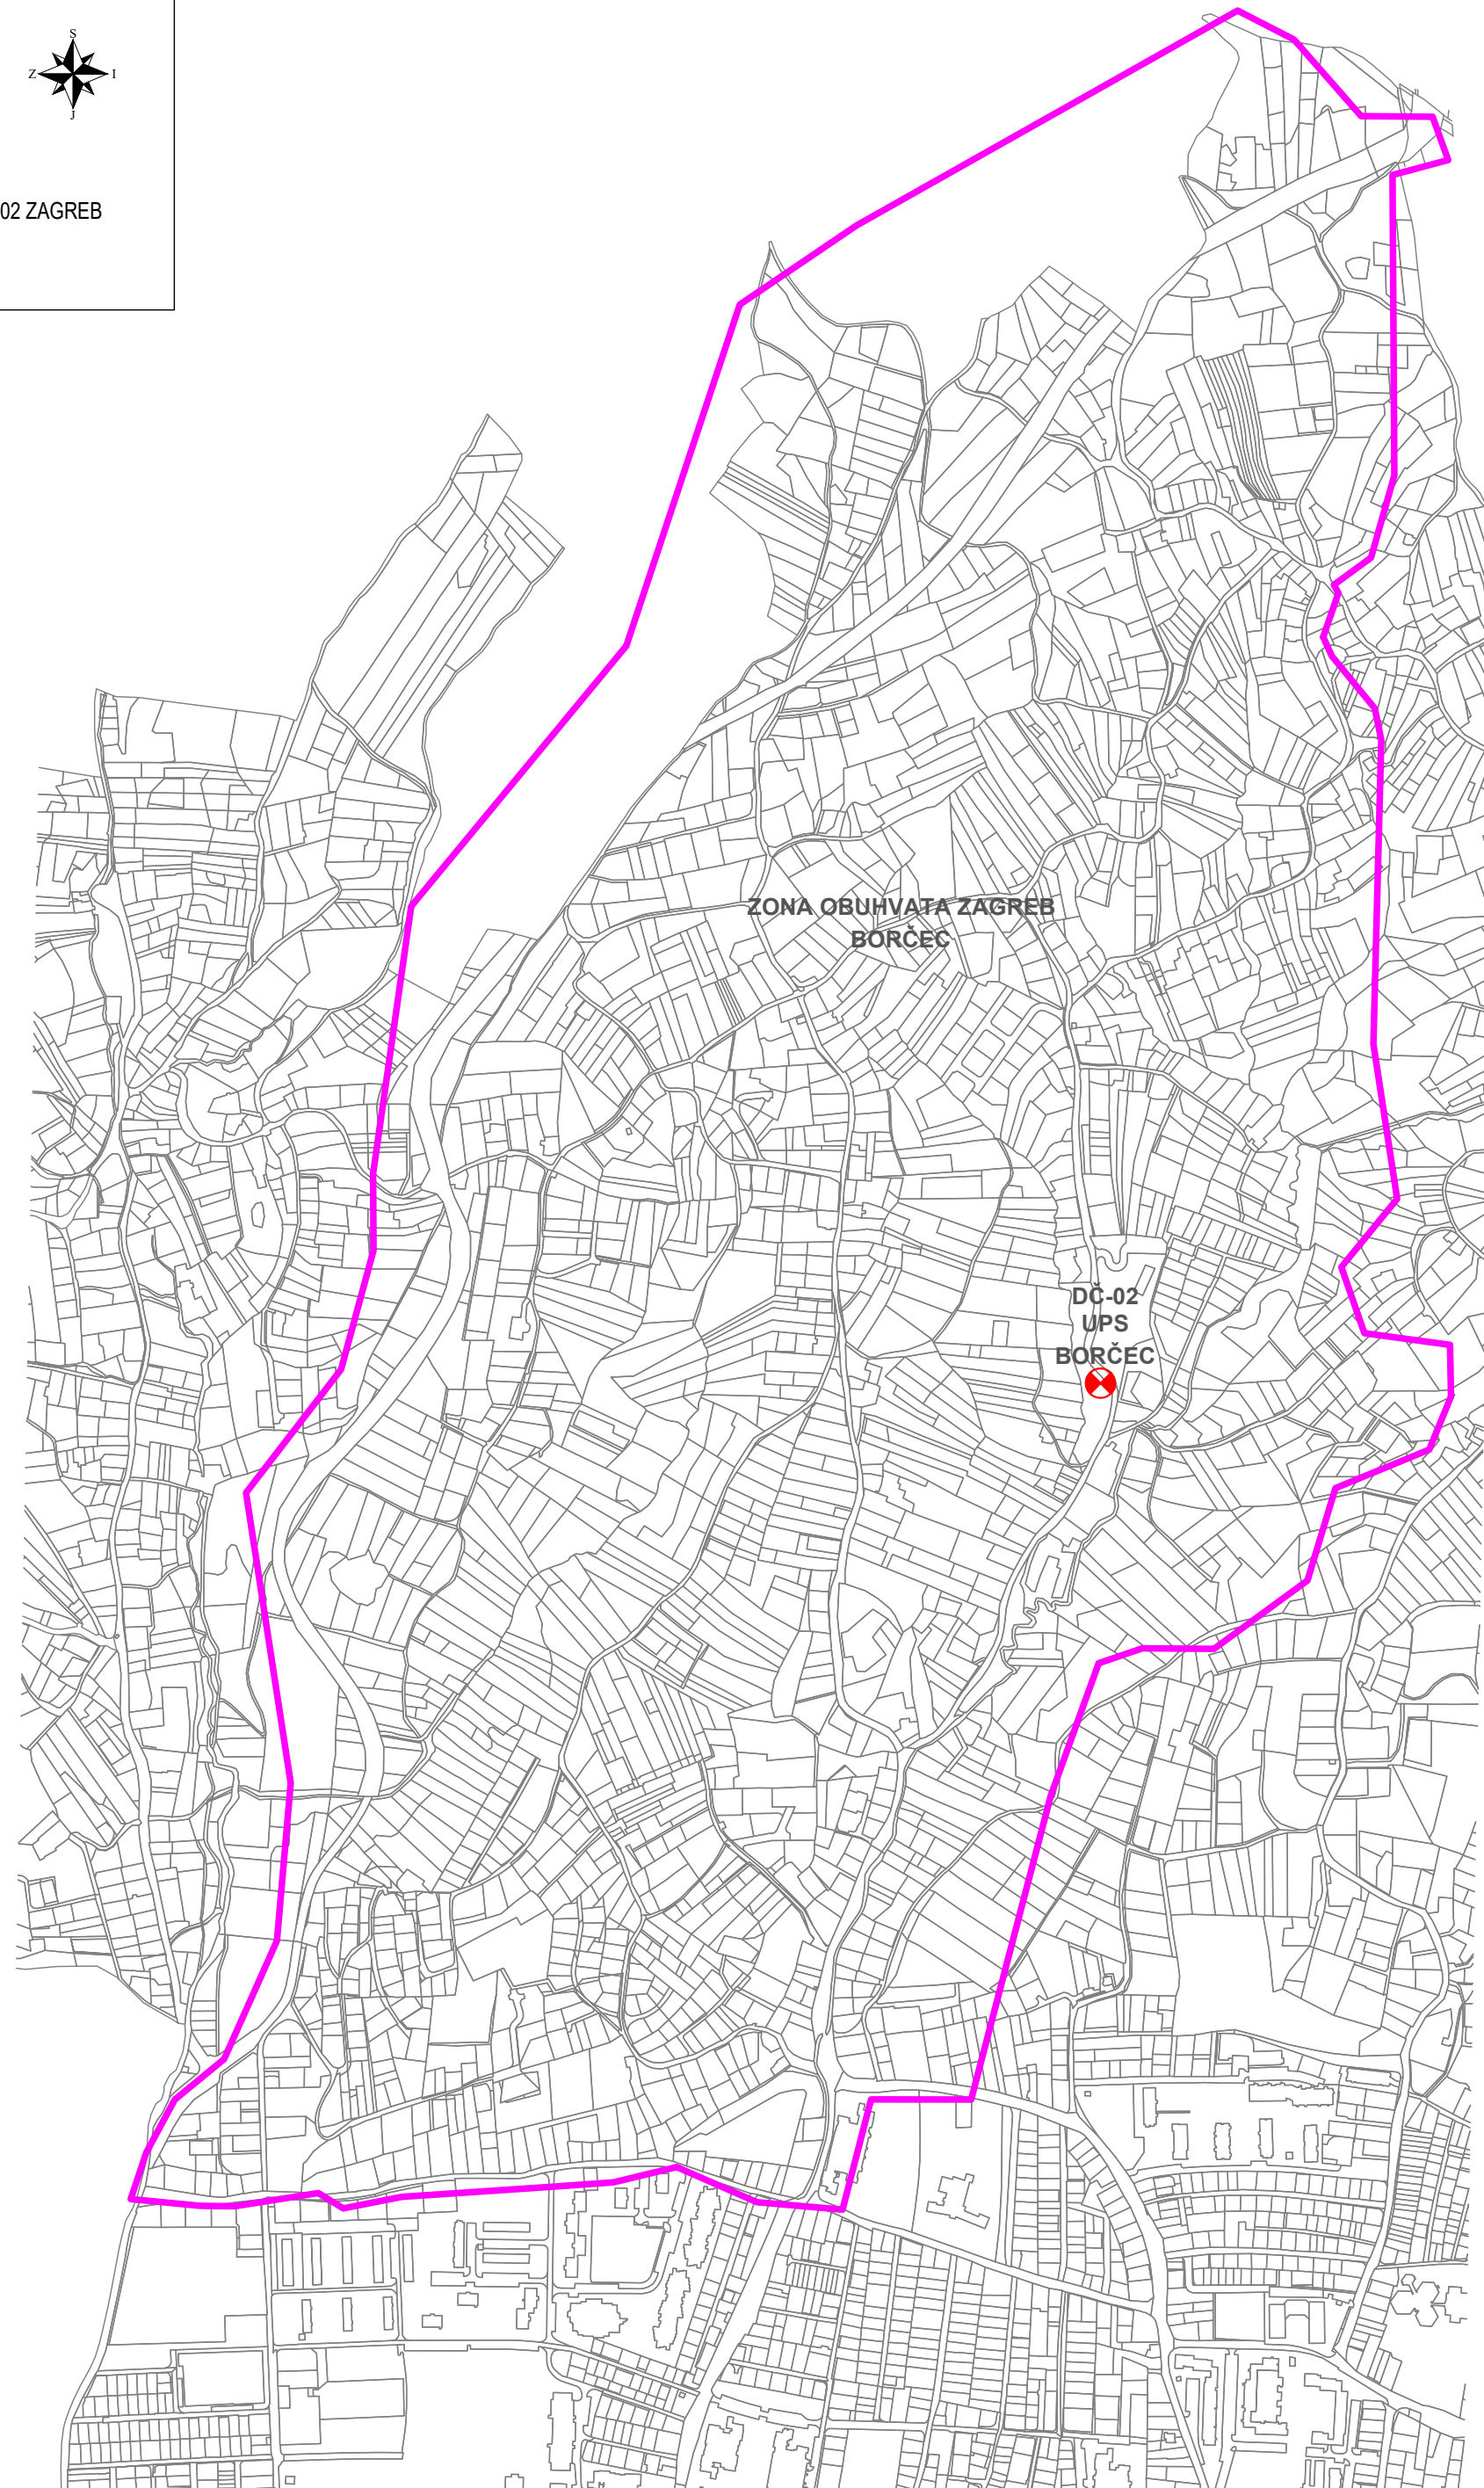 S
Z I
J
02 ZAGREB
ZONA OBUHVATA ZAGREB
BORČEC
DČ-02
UPS
BORČEC